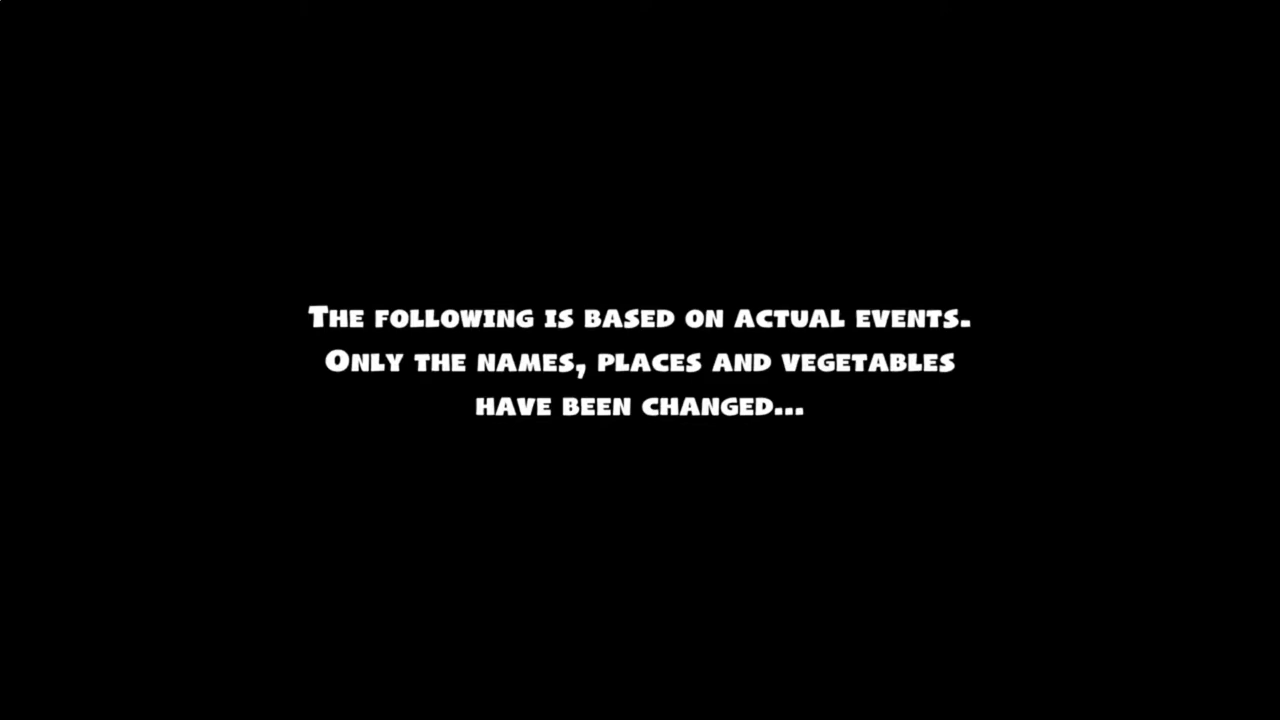 The following is based on actual events.
Only the names, places and vegetables
have been changed...